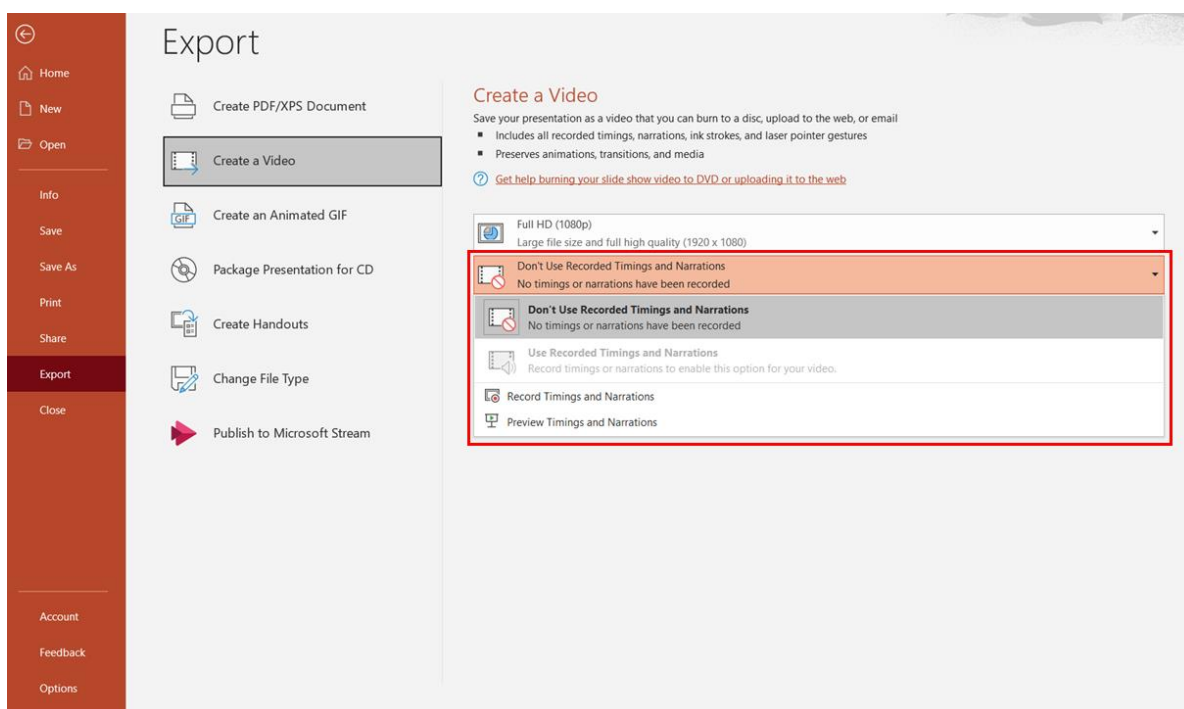 Export
Home
New
Open
Info
Save
Save As
Print
Share
Export
Close
Account
Feedback
Options
Create PDF/XPS Document
Create a Video
Create an Animated GIF
GIF
Package Presentation for CD
Create Handouts
Change File Type
Publish to Microsoft Stream
Create a Video
Save your presentation as a video that you can burn to a disc, upload to the web, or email
Includes all recorded timings, narrations, ink strokes, and laser pointer gestures
Preserves animations, transitions, and media
Get help burning your slide show video to DVD or uploading it to the web
Full HD (1080p)
Large file size and full high quality (1920 x 1080)
Don't Use Recorded Timings and Narrations
No timings or narrations have been recorded
Don't Use Recorded Timings and Narrations
No timings or narrations have been recorded
Use Recorded Timings and Narrations
Record timings or narrations to enable this option for your video.
Record Timings and Narrations
Preview Timings and Narrations